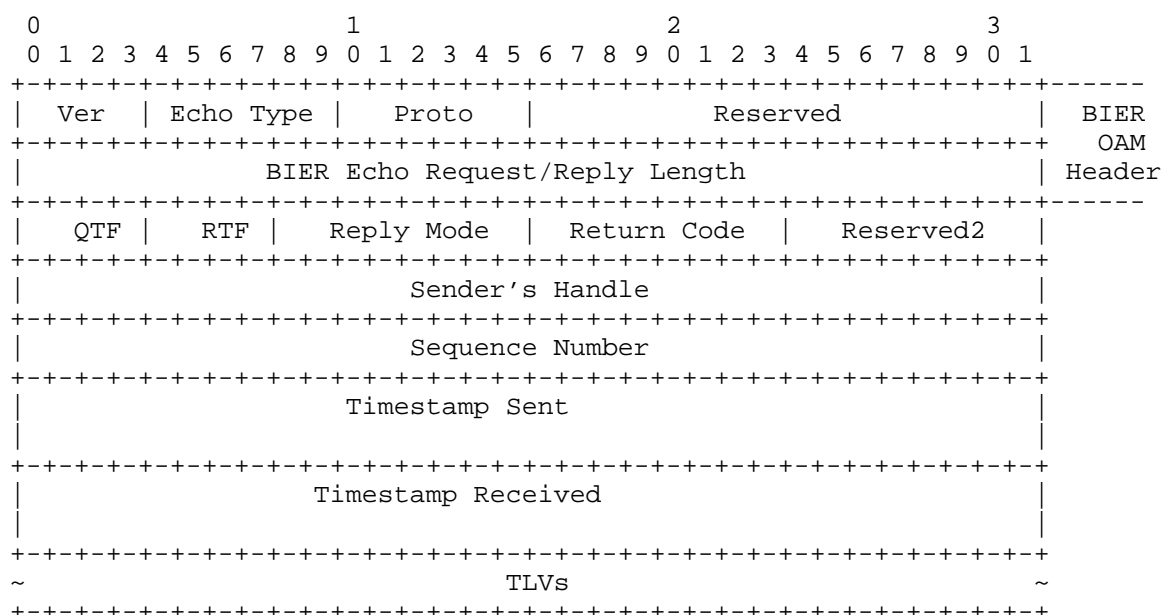 0                   1                   2                   3
 0 1 2 3 4 5 6 7 8 9 0 1 2 3 4 5 6 7 8 9 0 1 2 3 4 5 6 7 8 9 0 1
+-+-+-+-+-+-+-+-+-+-+-+-+-+-+-+-+-+-+-+-+-+-+-+-+-+-+-+-+-+-+-+-+------
|  Ver  | Echo Type |   Proto   |           Reserved            |  BIER
+-+-+-+-+-+-+-+-+-+-+-+-+-+-+-+-+-+-+-+-+-+-+-+-+-+-+-+-+-+-+-+-+   OAM
|               BIER Echo Request/Reply Length                  | Header
+-+-+-+-+-+-+-+-+-+-+-+-+-+-+-+-+-+-+-+-+-+-+-+-+-+-+-+-+-+-+-+-+------
|   QTF |   RTF |   Reply Mode  |  Return Code  |   Reserved2   |
+-+-+-+-+-+-+-+-+-+-+-+-+-+-+-+-+-+-+-+-+-+-+-+-+-+-+-+-+-+-+-+-+
|                        Sender's Handle                        |
+-+-+-+-+-+-+-+-+-+-+-+-+-+-+-+-+-+-+-+-+-+-+-+-+-+-+-+-+-+-+-+-+
|                        Sequence Number                        |
+-+-+-+-+-+-+-+-+-+-+-+-+-+-+-+-+-+-+-+-+-+-+-+-+-+-+-+-+-+-+-+-+
|                    Timestamp Sent                             |
|                                                               |
+-+-+-+-+-+-+-+-+-+-+-+-+-+-+-+-+-+-+-+-+-+-+-+-+-+-+-+-+-+-+-+-+
|                  Timestamp Received                           |
|                                                               |
+-+-+-+-+-+-+-+-+-+-+-+-+-+-+-+-+-+-+-+-+-+-+-+-+-+-+-+-+-+-+-+-+
~                              TLVs                             ~
+-+-+-+-+-+-+-+-+-+-+-+-+-+-+-+-+-+-+-+-+-+-+-+-+-+-+-+-+-+-+-+-+